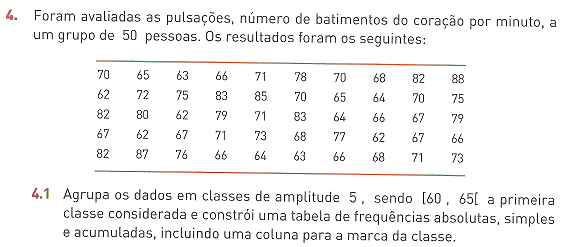 4. Foram avaliadas as pulsações, número de batimentos do coração por minuto, a
um grupo de 50 pessoas. Os resultados foram os seguintes:
70 65 63 66 71 78 70 68 82 88
62 72 75 83 85 70 65 64 70 75
82 80 62 79 71 83 64 66 67 79
67 62 67 71 73 68 77 62 67 66
82 87 76 66 64 63 66 68 71 73
4.1 Agrupa os dados em classes de amplitude 5 , sendo [60 , 65[ a primeira
classe considerada e constrói uma tabela de frequências absolutas, simples
e acumuladas, incluindo uma coluna para a marca da classe.